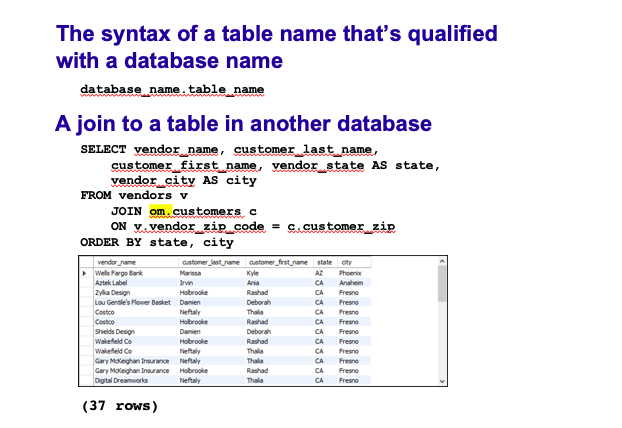 The syntax of a table name that's qualified
with a database name
database_name.table_name
A join to a table in another database
SELECT vendor_name, customer_last_name,
customer_first_name, vendor_state AS state,
vendor_city AS city
FROM vendors v
JOIN om.customers c
ON v.vendor_zip_code = c.customer_zip
ORDER BY state, city
vendor_name customer_last_name customer_first_name state city
Wells Fargo Bank Marissa Kyle AZ Phoenix
Aztek Label Irvin Ania CA Anaheim
Zylka Design Holbrooke Rashad CA Fresno
Lou Gentile's Flower Basket Damien Deborah CA Fresno
Costco Neftaly Thalia CA Fresno
Costco Holbrooke Rashad CA Fresno
Shields Design Damien Deborah CA Fresno
Wakefield Co Holbrooke Rashad CA Fresno
Wakefield Co Neftaly Thalia CA Fresno
Gary McKeighan Insurance Neftaly Thalia CA Fresno
Gary McKeighan Insurance Holbrooke Rashad CA Fresno
Digital Dreamworks Neftaly Thalia CA Fresno
(37 rows)